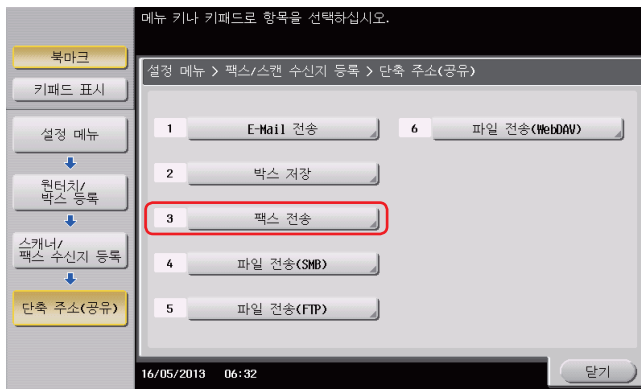 메뉴 키나 키패드로 항목을 선택하십시오.
북마크
설정 메뉴 > 팩스/스캔 수신지 등록 > 단축 주소(공유)
키패드 표시
설정 메뉴
원터치/
박스 등록
스캐너/
팩스 수신지 등록
단축 주소(공유)
1 E-Mail 전송
6 파일 전송(WebDAV)
2 박스 저장
3 팩스 전송
4 파일 전송(SMB)
5 파일 전송(FTP)
16/05/2013 06:32
닫기